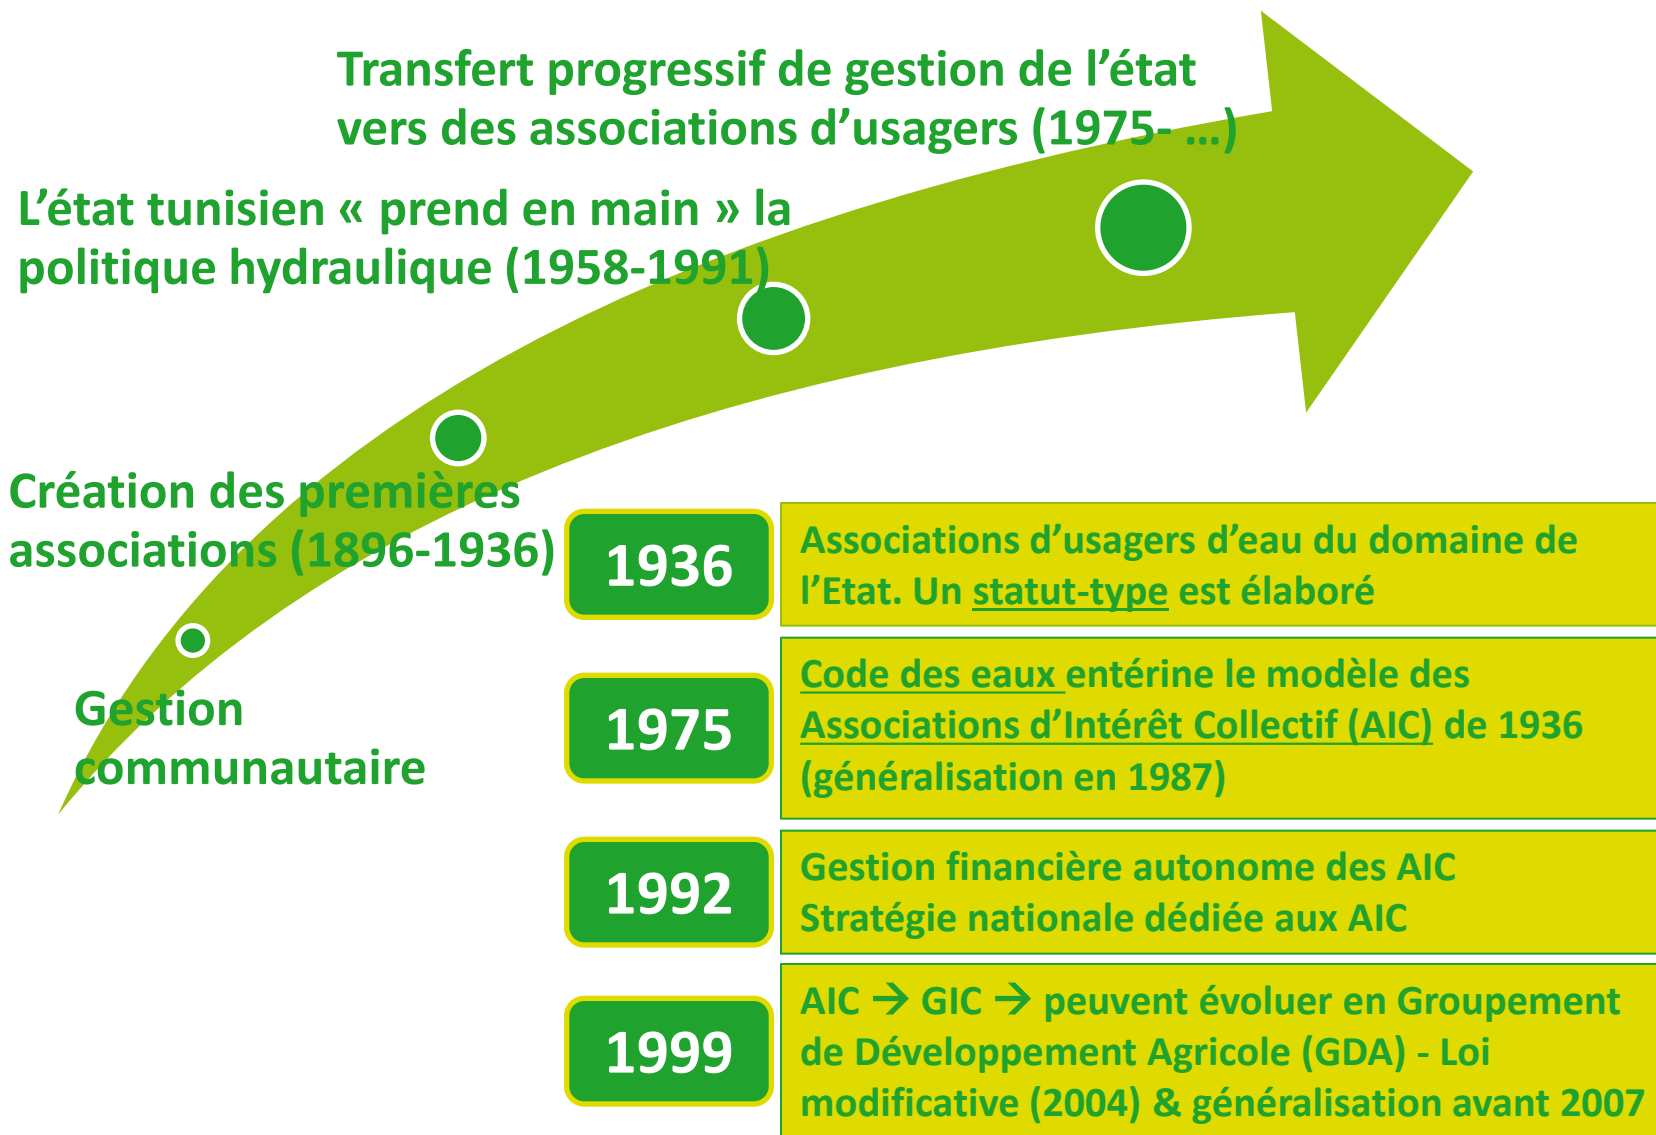 Transfert progressif de gestion de l’état
vers des associations d’usagers (1975- …)
L’état tunisien « prend en main » la
politique hydraulique (1958-1991)
Création des premières
associations (1896-1936)
Gestion
communautaire
1936
Associations d’usagers d’eau du domaine de
l’Etat. Un statut-type est élaboré
1975
Code des eaux entérine le modèle des
Associations d’Intérêt Collectif (AIC) de 1936
(généralisation en 1987)
1992
Gestion financière autonome des AIC
Stratégie nationale dédiée aux AIC
1999
AIC → GIC → peuvent évoluer en Groupement
de Développement Agricole (GDA) - Loi
modificative (2004) & généralisation avant 2007